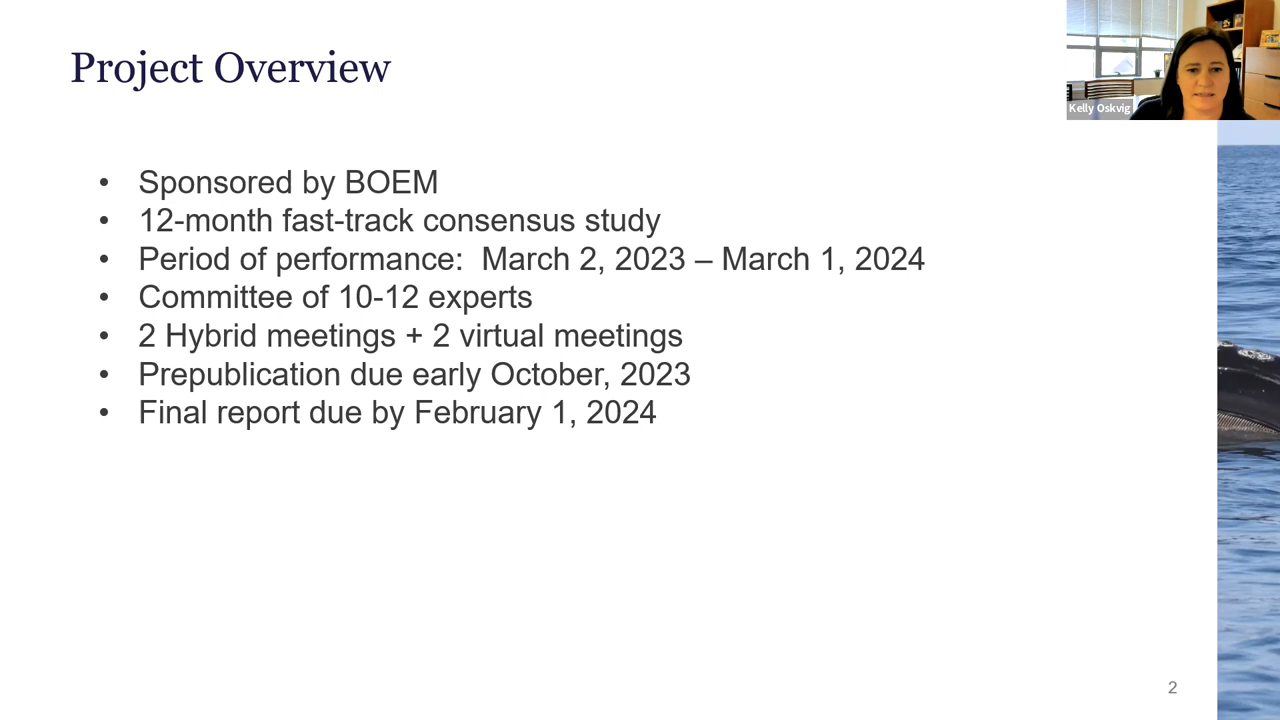 Project Overview
Kelly Oskvig
• Sponsored by BOEM
• 12-month fast-track consensus study
• Period of performance:  March 2, 2023 – March 1, 2024
• Committee of 10-12 experts
• 2 Hybrid meetings + 2 virtual meetings
• Prepublication due early October, 2023
• Final report due by February 1, 2024
2